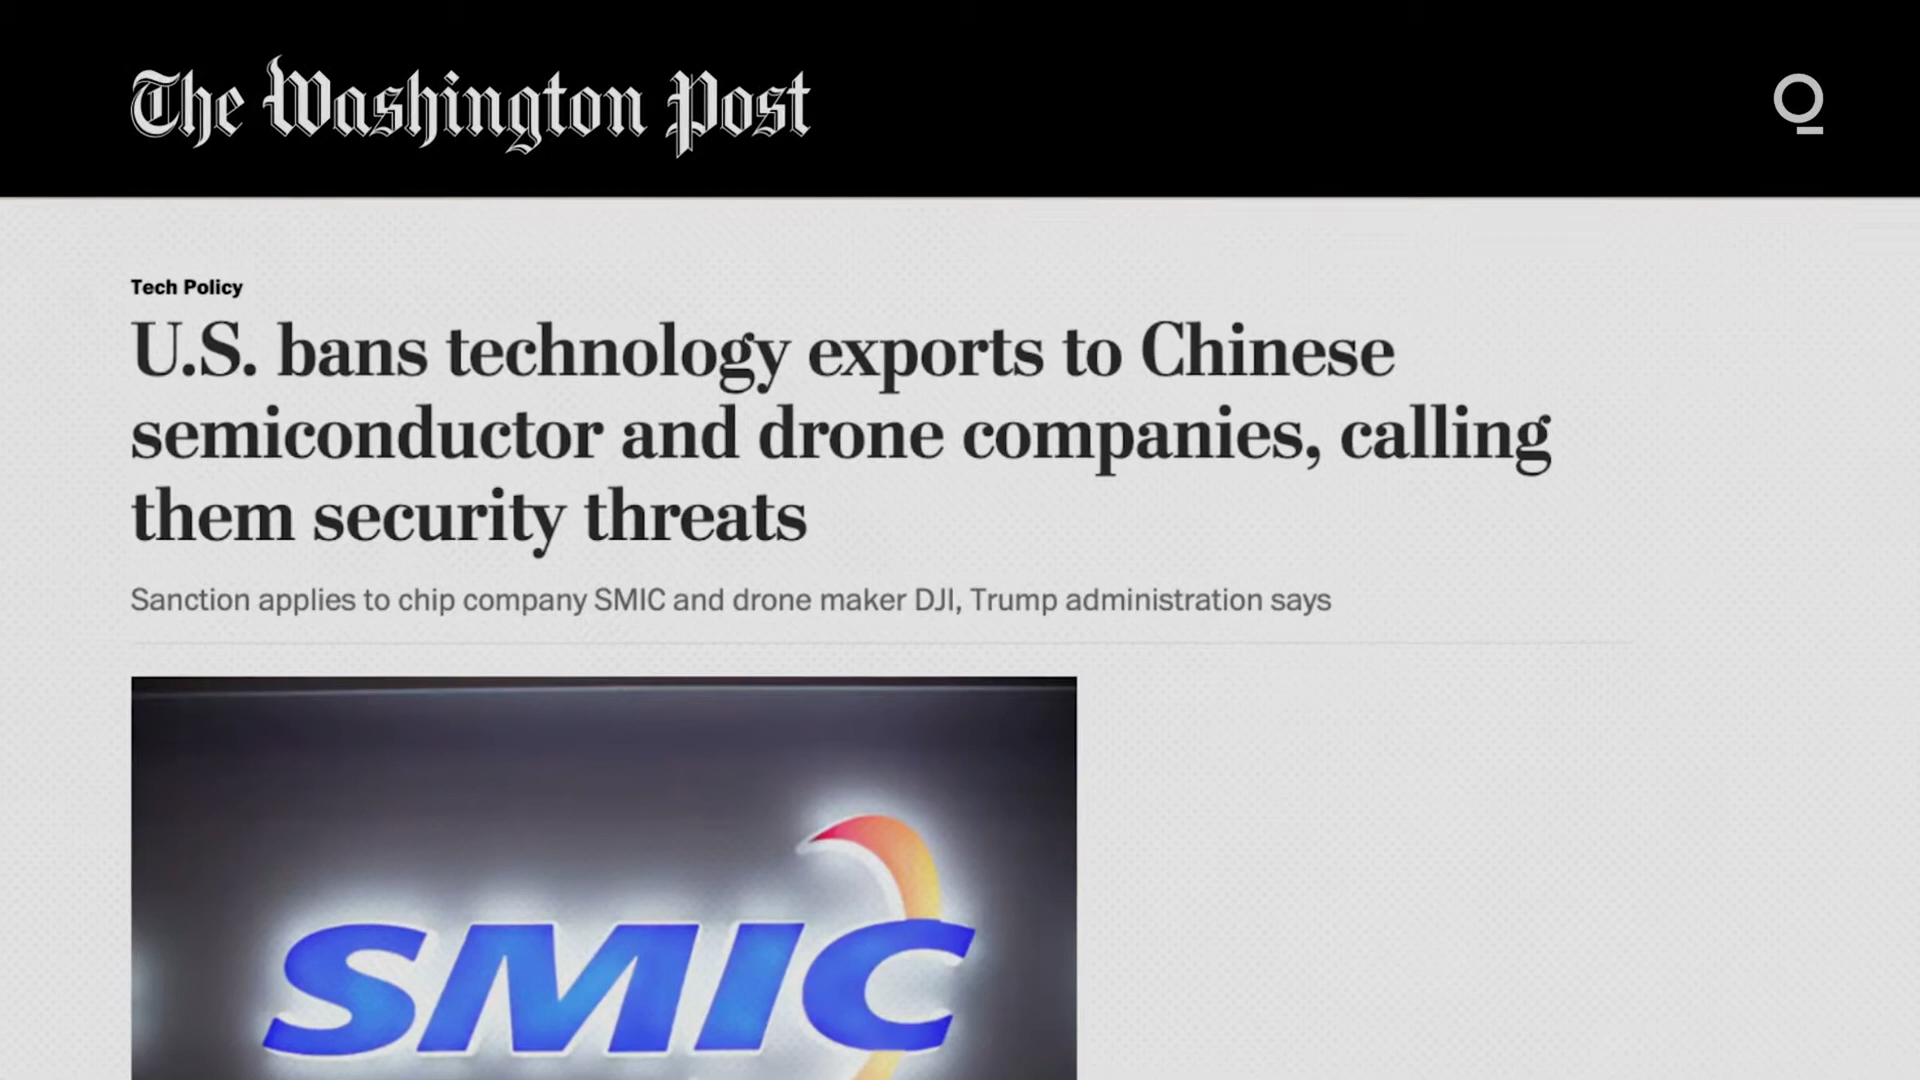 The Washington Post
Tech Policy
U.S. bans technology exports to Chinese
semiconductor and drone companies, calling
them security threats
Sanction applies to chip company SMIC and drone maker DJI, Trump administration says
SMIC